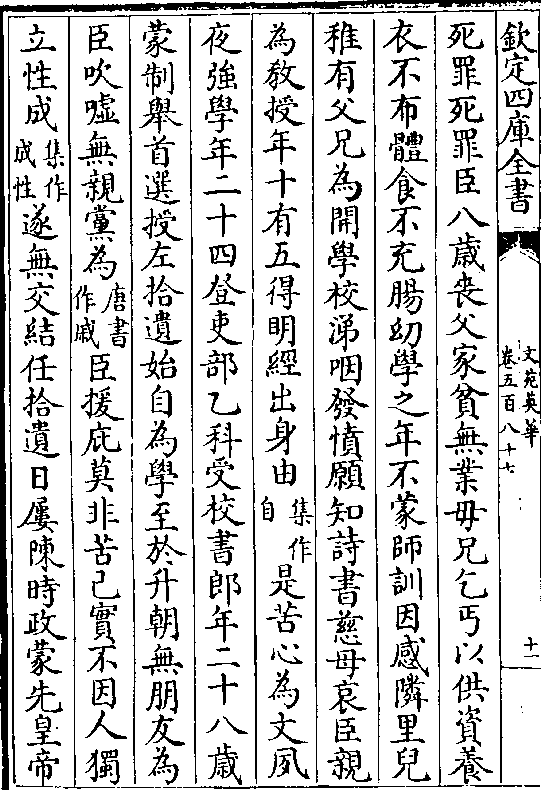 欽定四庫全書
文苑英華
卷五百八十七
十一
死罪死罪臣八歲喪父家貧無業母兄乞丐以供資養
衣不布體食不充腸幼學之年不蒙師訓因感隣里兒
稚有父兄為開學校涕咽發憤願知詩書慈母哀臣親
為教授年十有五得明經出身由集作自是苦心為文夙
夜強學年二十四登吏部乙科受校書郎年二十八歲
蒙制舉首選授左拾遺始自為學至於升朝無朋友為
臣吹噓無親黨為唐書作戚臣援庇莫非苦己實不因人獨
立性成集作成性遂無交結任拾遺日屢陳時政蒙先皇帝